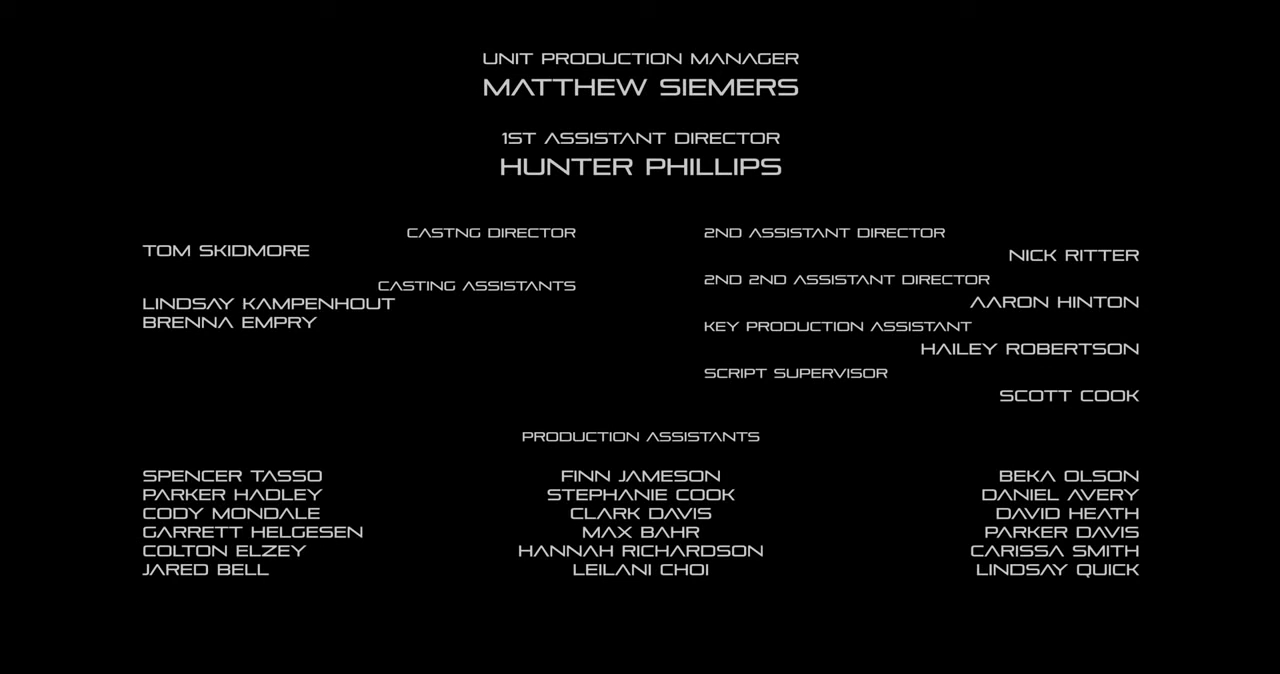 UNIT PRODUCTION MANAGER
MATTHEW SIEMERS
1ST ASSISTANT DIRECTOR
HUNTER PHILLIPS
CASTNG DIRECTOR
TOM SKIDMORE
CASTING ASSISTANTS
LINDSAY KAMPENHOUT
BRENNA EMPRY
2ND ASSISTANT DIRECTOR
NICK RITTER
2ND 2ND ASSISTANT DIRECTOR
AARON HINTON
KEY PRODUCTION ASSISTANT
HAILEY ROBERTSON
SCRIPT SUPERVISOR
SCOTT COOK
PRODUCTION ASSISTANTS
SPENCER TASSO
PARKER HADLEY
CODY MONDALE
GARRETT HELGESEN
COLTON ELZEY
JARED BELL
FINN JAMESON
STEPHANIE COOK
CLARK DAVIS
MAX BAHR
HANNAH RICHARDSON
LEILANI CHOI
BEKA OLSON
DANIEL AVERY
DAVID HEATH
PARKER DAVIS
CARISSA SMITH
LINDSAY QUICK